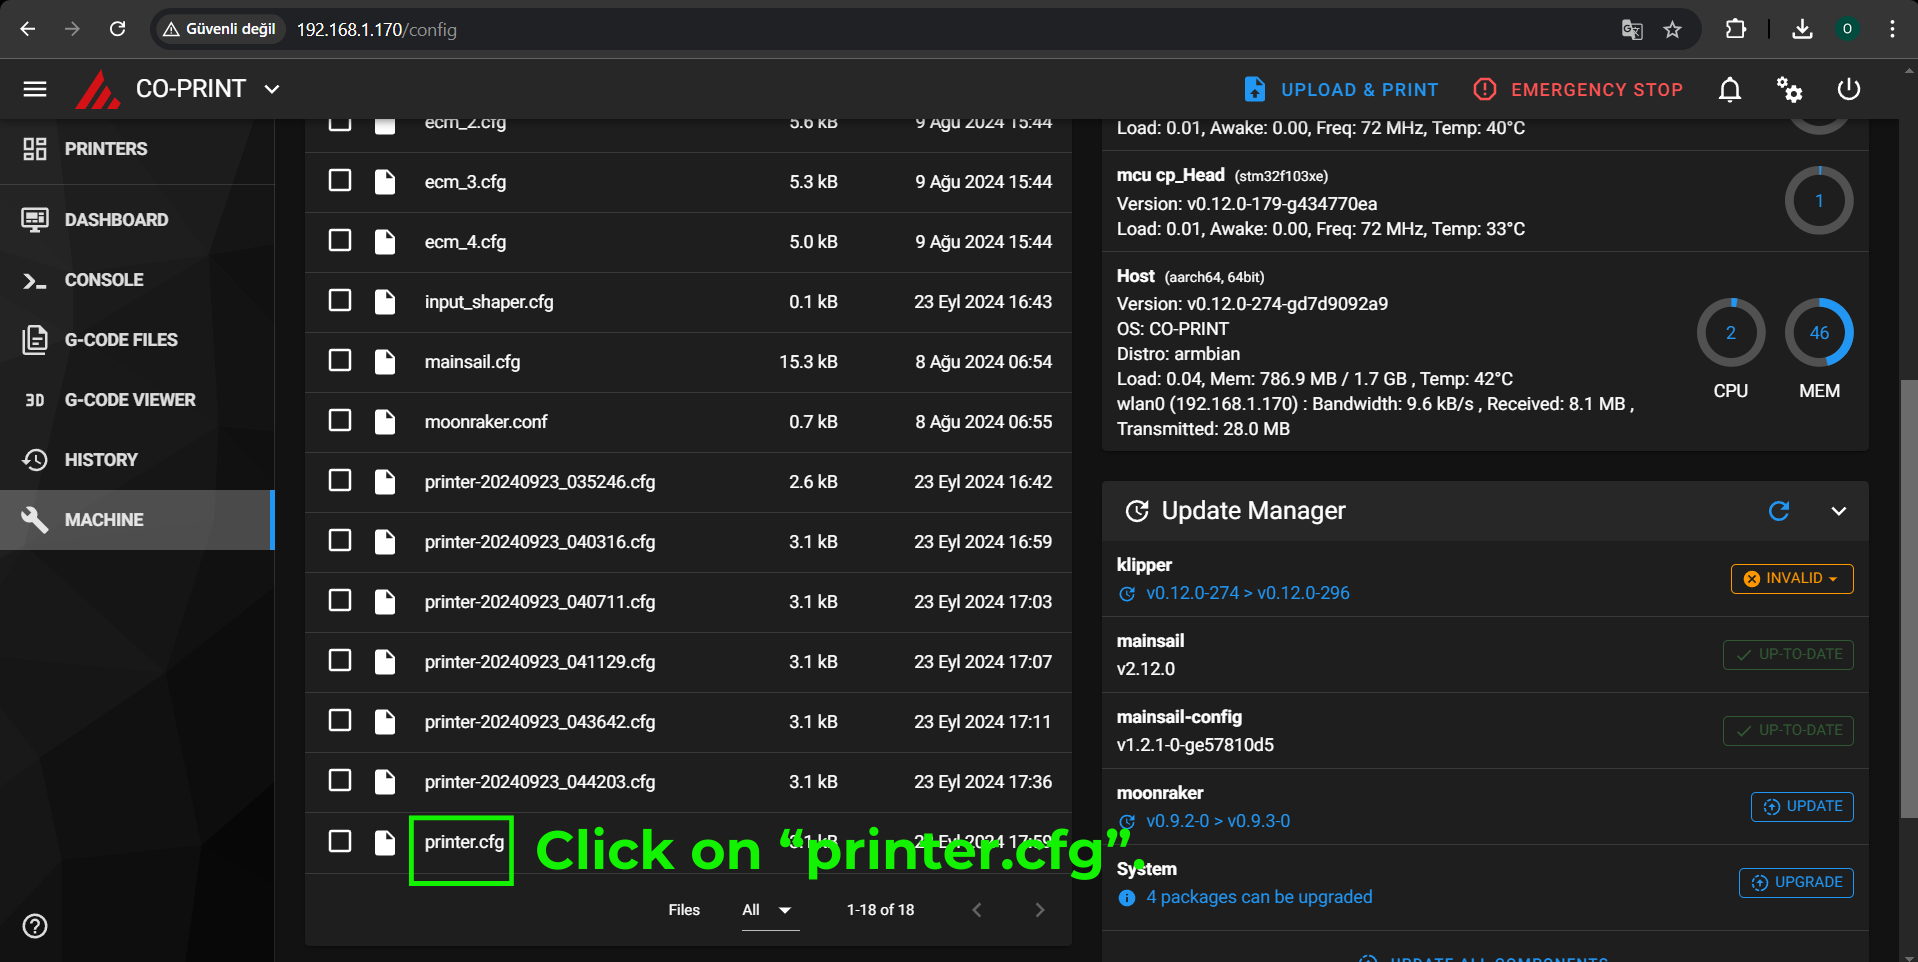 Güvenli değil
192.168.1.170/config
O
CO-PRINT
UPLOAD & PRINT
EMERGENCY STOP
PRINTERS
DASHBOARD
CONSOLE
G-CODE FILES
3D G-CODE VIEWER
HISTORY
MACHINE
ecm_2.cfg 5.6 kB 9 Ağu 2024 15:44
ecm_3.cfg 5.3 kB 9 Ağu 2024 15:44
ecm_4.cfg 5.0 kB 9 Ağu 2024 15:44
input_shaper.cfg 0.1 kB 23 Eyl 2024 16:43
mainsail.cfg 15.3 kB 8 Ağu 2024 06:54
moonraker.conf 0.7 kB 8 Ağu 2024 06:55
printer-20240923_035246.cfg 2.6 kB 23 Eyl 2024 16:42
printer-20240923_040316.cfg 3.1 kB 23 Eyl 2024 16:59
printer-20240923_040711.cfg 3.1 kB 23 Eyl 2024 17:03
printer-20240923_041129.cfg 3.1 kB 23 Eyl 2024 17:07
printer-20240923_043642.cfg 3.1 kB 23 Eyl 2024 17:11
printer-20240923_044203.cfg 3.1 kB 23 Eyl 2024 17:36
printer.cfg 3.1 kB 23 Eyl 2024 17:59
Click on “printer.cfg”.
Files All 1-18 of 18
Load: 0.01, Awake: 0.00, Freq: 72 MHz, Temp: 40°C
mcu cp_Head (stm32f103xe)
Version: v0.12.0-179-g434770ea
Load: 0.01, Awake: 0.00, Freq: 72 MHz, Temp: 33°C
1
Host (aarch64, 64bit)
Version: v0.12.0-274-gd7d9092a9
OS: CO-PRINT
Distro: armbian
Load: 0.04, Mem: 786.9 MB / 1.7 GB , Temp: 42°C
wlan0 (192.168.1.170) : Bandwidth: 9.6 kB/s , Received: 8.1 MB ,
Transmitted: 28.0 MB
2 46
CPU MEM
Update Manager
klipper
v0.12.0-274 > v0.12.0-296
INVALID
mainsail
v2.12.0
UP-TO-DATE
mainsail-config
v1.2.1-0-ge57810d5
UP-TO-DATE
moonraker
v0.9.2-0 > v0.9.3-0
UPDATE
System
4 packages can be upgraded
UPGRADE
UPDATE ALL COMPONENTS